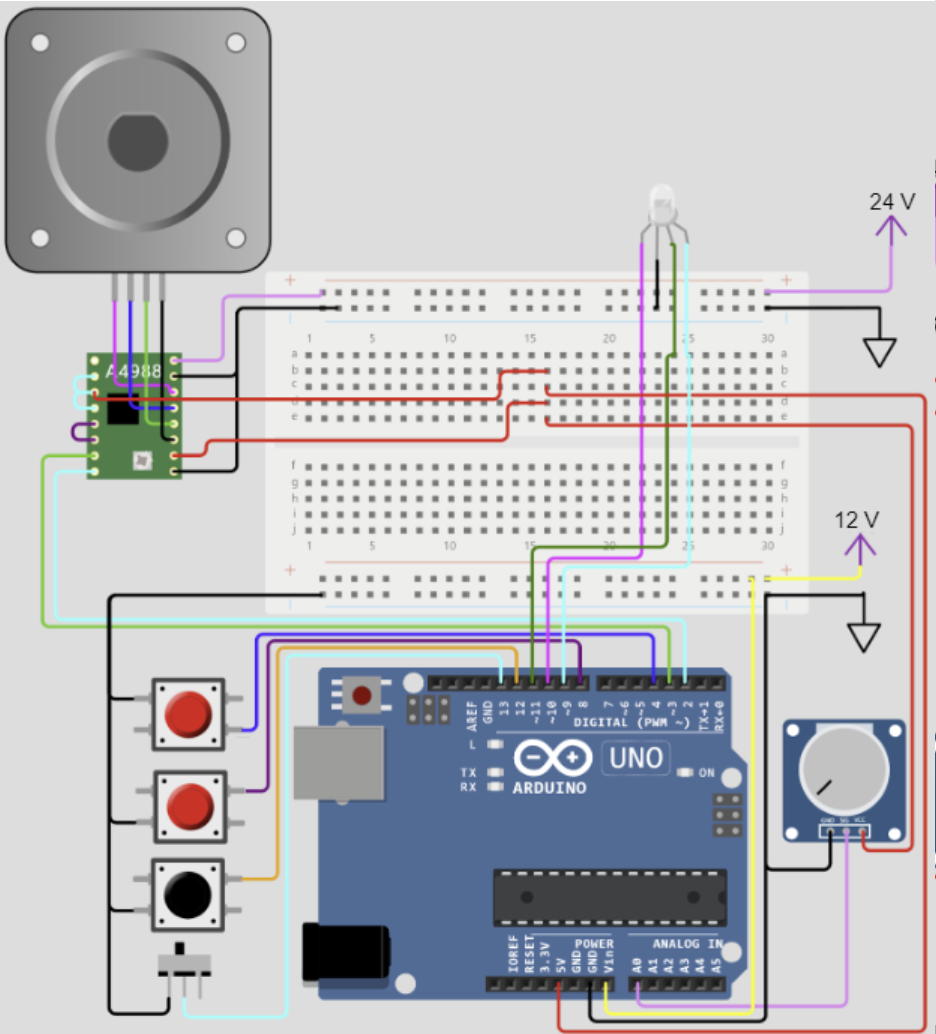 24 V
+ +
1 5 10 15 20 25 30
a a
A4988
b b
c c
d d
e e
f f
g g
h h
i i
j j
1 5 10 15 20 25 30
12 V
+ +
AREF
GND
13
12
~11
~10
~9
8
7
~6
~5
4
~3
2
TX→1
RX←0
DIGITAL (PWM ~)
L
UNO
TX
RX
ON
ARDUINO
GND SIG VCC
POWER
ANALOG IN
IOREF
RESET
3.3V
5V
GND
GND
Vin
A0
A1
A2
A3
A4
A5